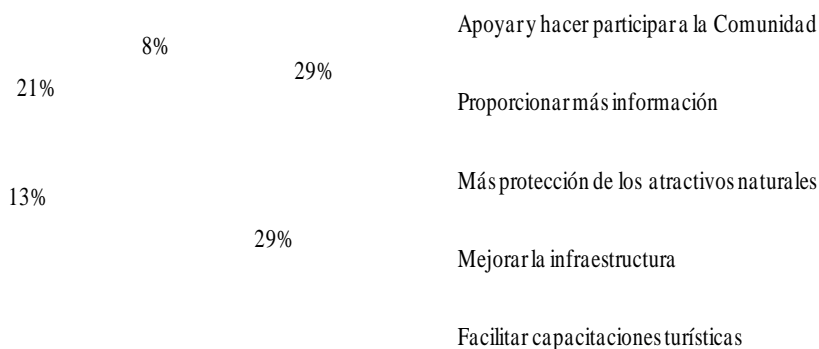 8%
29%
21%
13%
29%
Apoyar y hacer participar a la Comunidad
Proporcionar más información
Más protección de los atractivos naturales
Mejorar la infraestructura
Facilitar capacitaciones turísticas